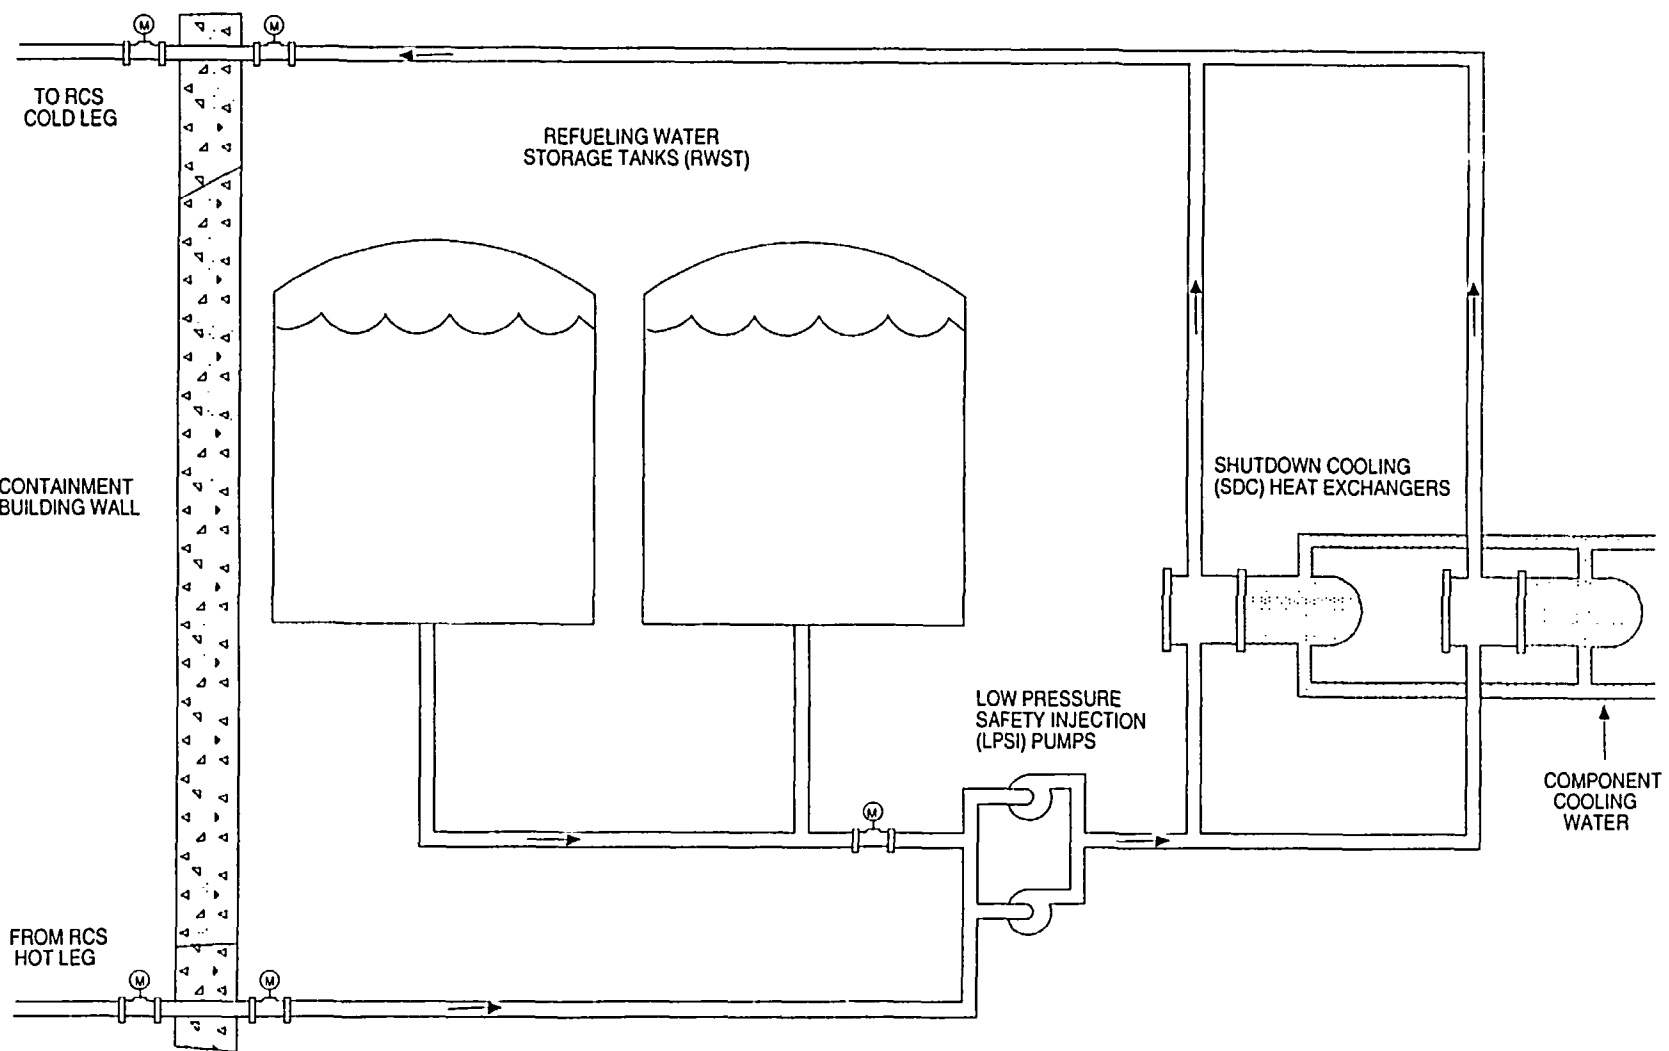 M
M
TO RCS
COLD LEG
REFUELING WATER
STORAGE TANKS (RWST)
SHUTDOWN COOLING
(SDC) HEAT EXCHANGERS
CONTAINMENT
BUILDING WALL
LOW PRESSURE
SAFETY INJECTION
(LPSI) PUMPS
COMPONENT
COOLING
WATER
M
FROM RCS
HOT LEG
M
M